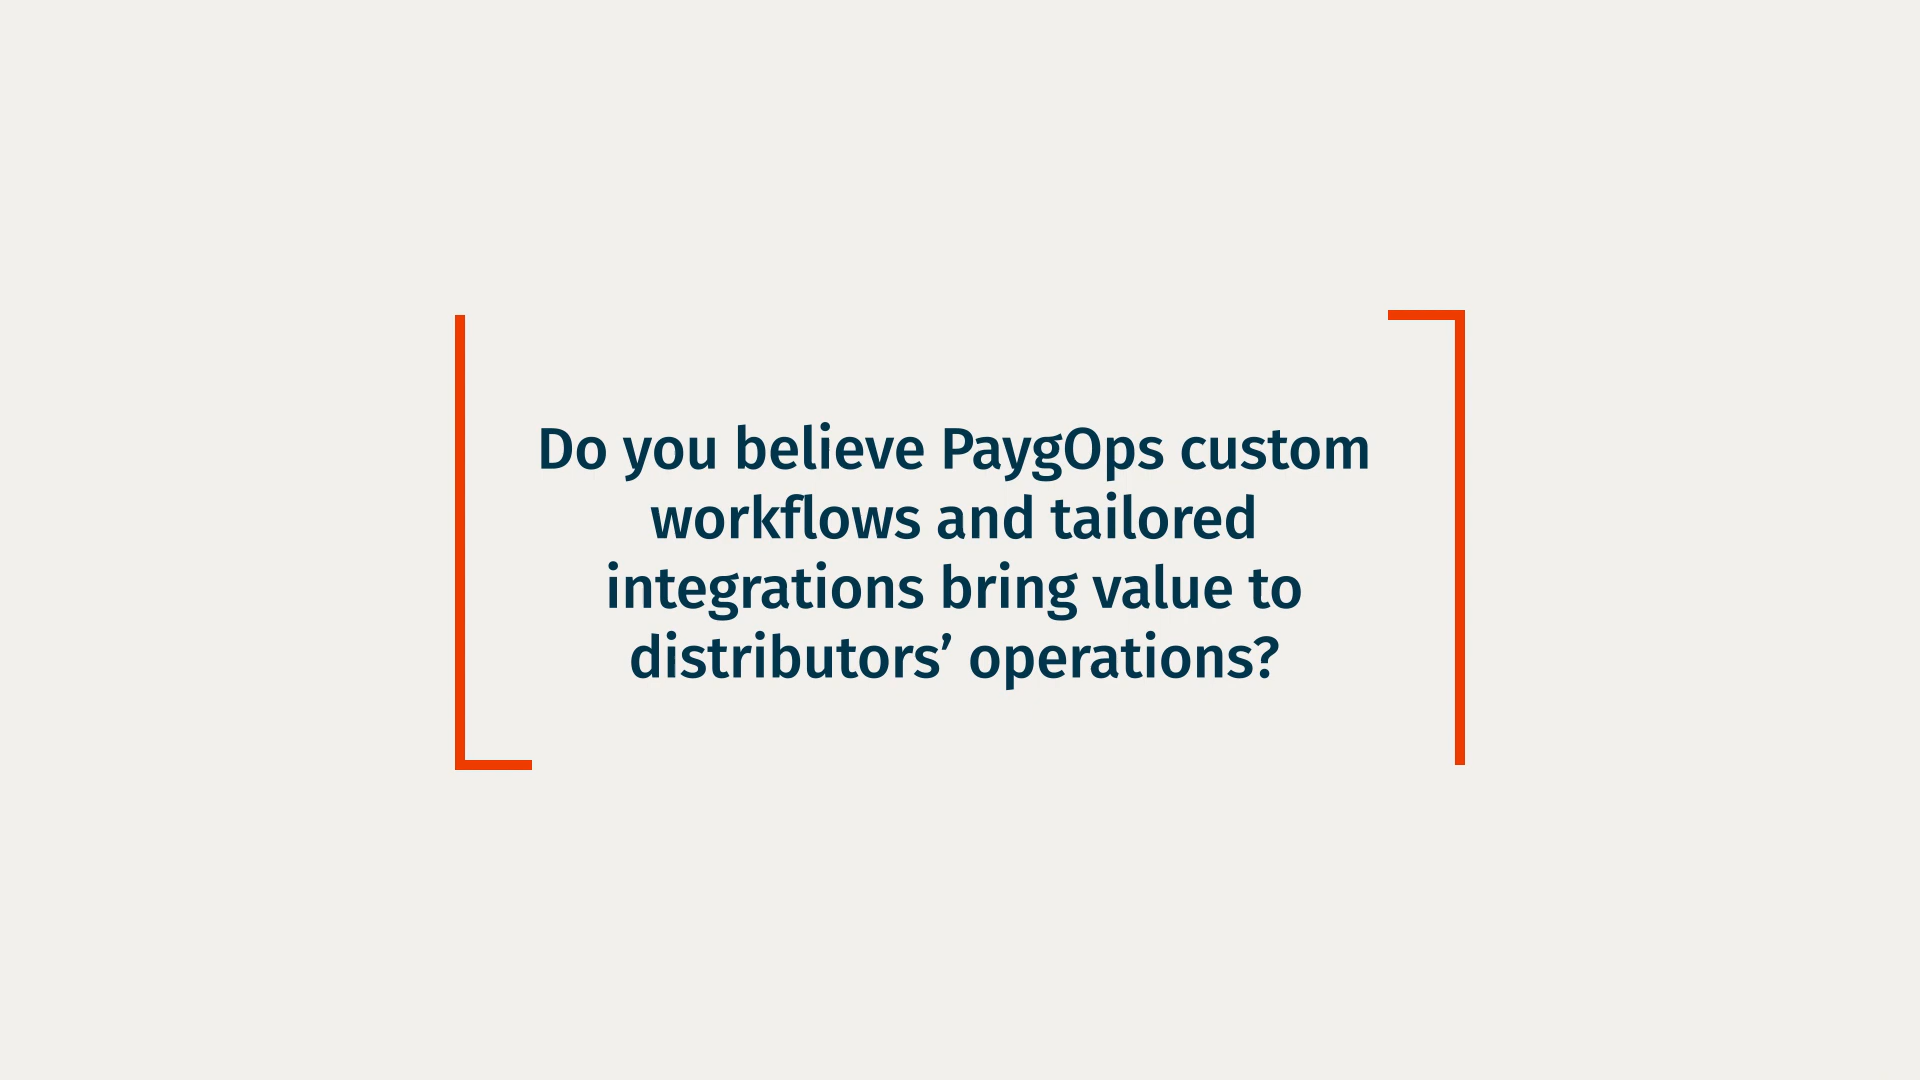 Do you believe PaygOps custom
workflows and tailored
integrations bring value to
distributors’ operations?